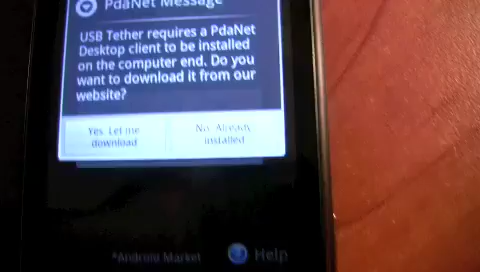 PdaNet Message
USB Tether requires a PdaNet
Desktop client to be installed
on the computer end. Do you
want to download it from our
website?
Yes. Let me
download
No. Already
installed
*Android Market
Help